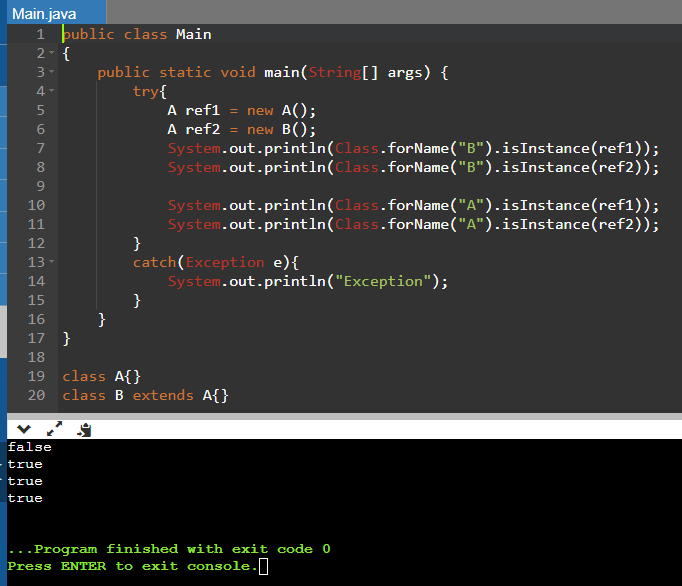 Main.java
1 public class Main
2 {
3 public static void main(String[] args) {
4 try{
5 A ref1 = new A();
6 A ref2 = new B();
7 System.out.println(Class.forName("B").isInstance(ref1));
8 System.out.println(Class.forName("B").isInstance(ref2));
9
10 System.out.println(Class.forName("A").isInstance(ref1));
11 System.out.println(Class.forName("A").isInstance(ref2));
12 }
13 catch(Exception e){
14 System.out.println("Exception");
15 }
16 }
17 }
18
19 class A{}
20 class B extends A{}
false
true
true
true
...Program finished with exit code 0
Press ENTER to exit console.